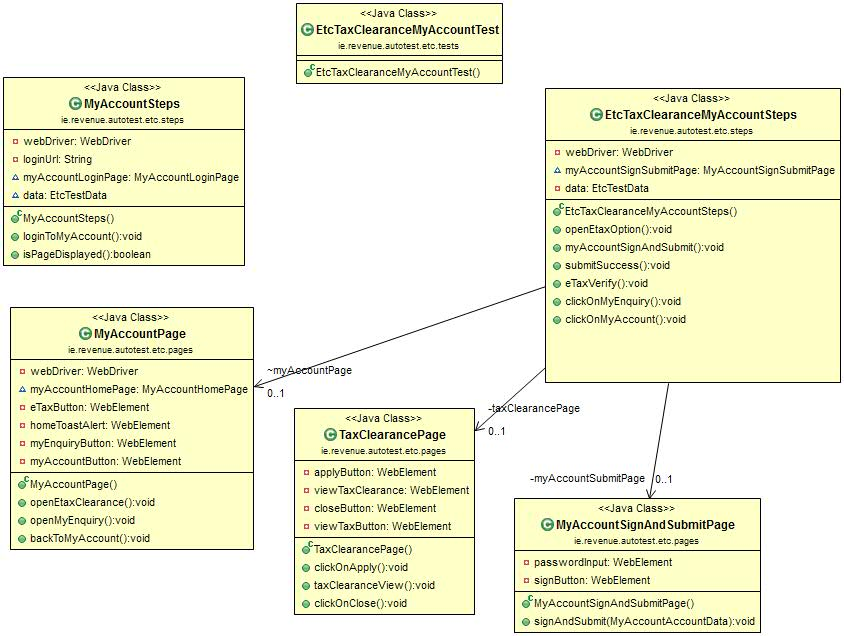 <<Java Class>>
EtcTaxClearanceMyAccountTest
ie.revenue.autotest.etc.tests
EtcTaxClearanceMyAccountTest()
<<Java Class>>
MyAccountSteps
ie.revenue.autotest.etc.steps
webDriver: WebDriver
loginUrl: String
myAccountLoginPage: MyAccountLoginPage
data: EtcTestData
MyAccountSteps()
loginToMyAccount():void
isPageDisplayed():boolean
<<Java Class>>
EtcTaxClearanceMyAccountSteps
ie.revenue.autotest.etc.steps
webDriver: WebDriver
myAccountSignSubmitPage: MyAccountSignSubmitPage
data: EtcTestData
EtcTaxClearanceMyAccountSteps()
openEtaxOption():void
myAccountSignAndSubmit():void
submitSuccess():void
eTaxVerify():void
clickOnMyEnquiry():void
clickOnMyAccount():void
<<Java Class>>
MyAccountPage
ie.revenue.autotest.etc.pages
webDriver: WebDriver
myAccountHomePage: MyAccountHomePage
eTaxButton: WebElement
homeToastAlert: WebElement
myEnquiryButton: WebElement
myAccountButton: WebElement
MyAccountPage()
openEtaxClearance():void
openMyEnquiry():void
backToMyAccount():void
~myAccountPage
0..1
-taxClearancePage
0..1
<<Java Class>>
TaxClearancePage
ie.revenue.autotest.etc.pages
applyButton: WebElement
viewTaxClearance: WebElement
closeButton: WebElement
viewTaxButton: WebElement
TaxClearancePage()
clickOnApply():void
taxClearanceView():void
clickOnClose():void
-myAccountSubmitPage
0..1
<<Java Class>>
MyAccountSignAndSubmitPage
ie.revenue.autotest.etc.pages
passwordInput: WebElement
signButton: WebElement
MyAccountSignAndSubmitPage()
signAndSubmit(MyAccountAccountData):void